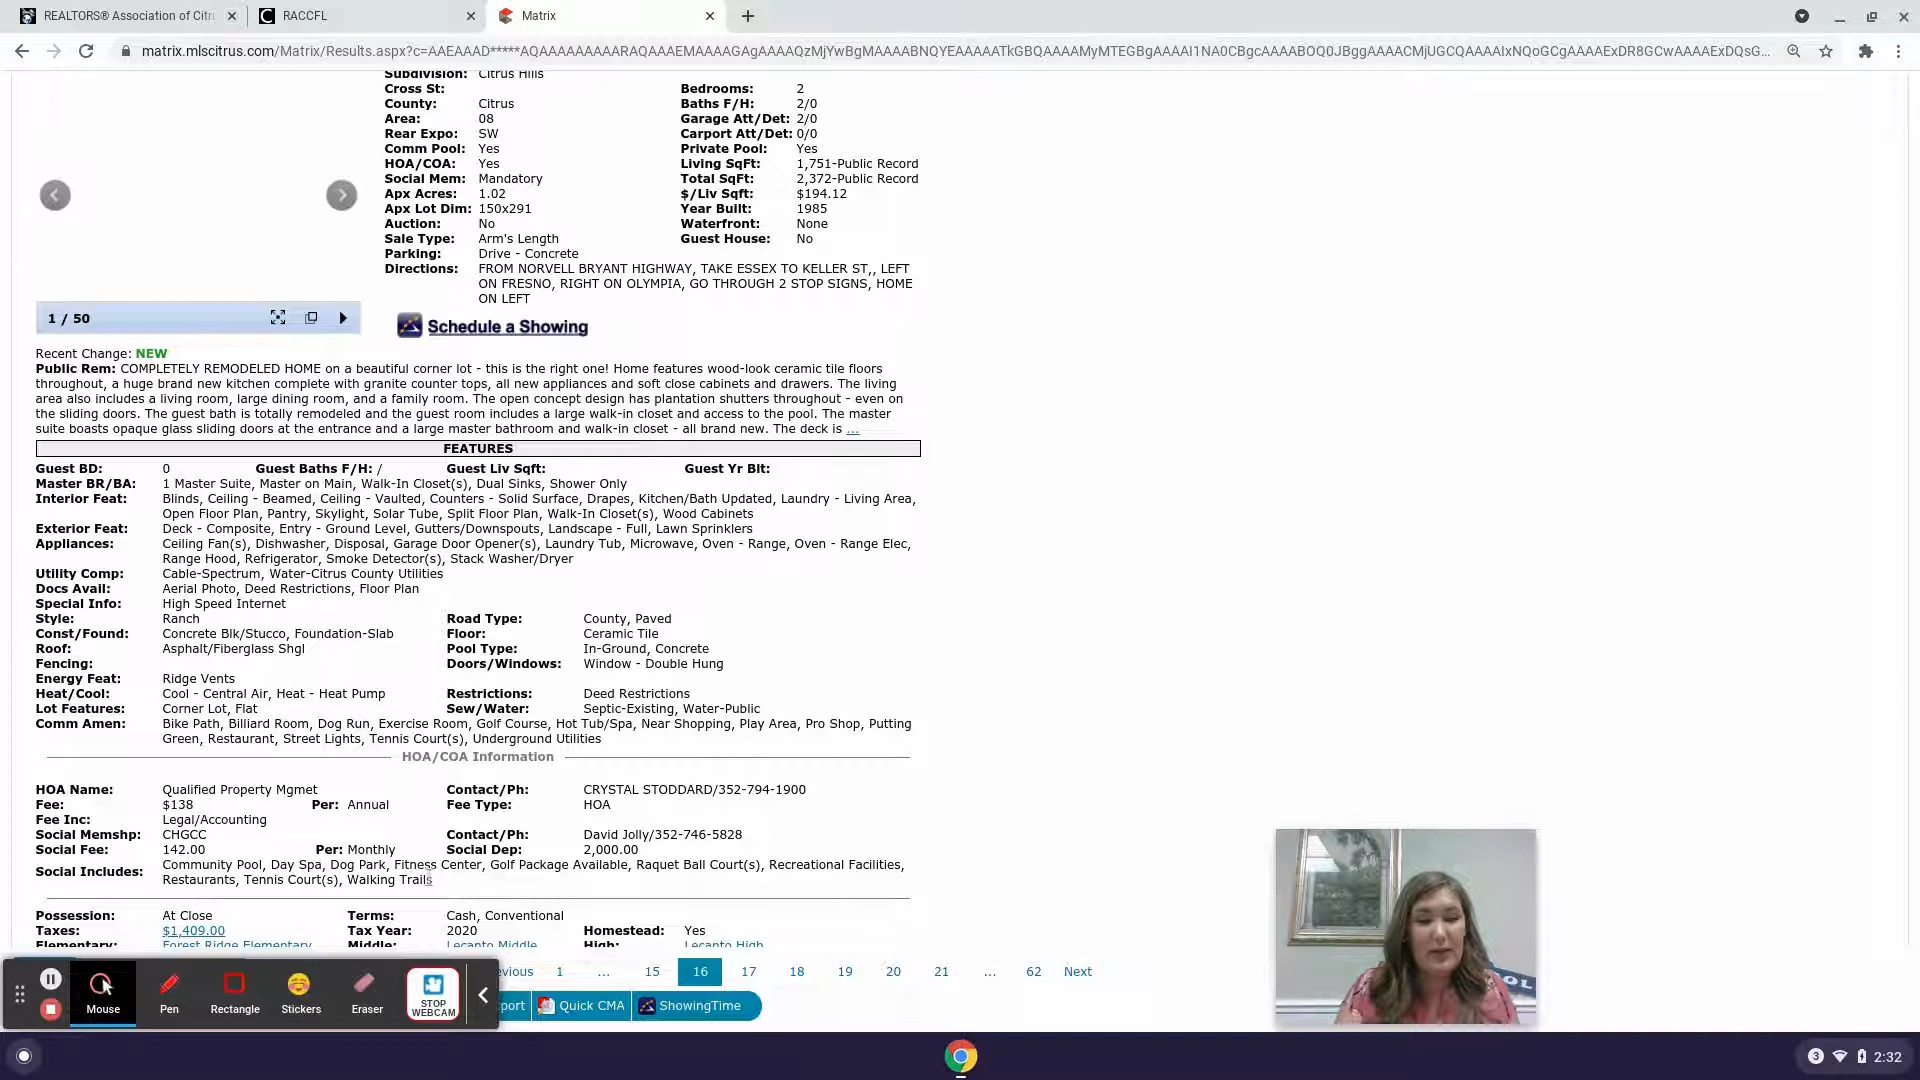 REALTORS® Association of Citr
RACCFL
Matrix
matrix.mlscitrus.com/Matrix/Results.aspx?c=AAEAAAD*****AQAAAAAAAAARAQAAAEMAAAAGAgAAAAQzMjYwBgMAAAABNQYEAAAAATkGBQAAAAMyMTEGBgAAAAI1NA0CBgcAAAABOQ0JBggAAAACMjUGCQAAAAIxNQoGCgAAAAExDR8GCwAAAAExDQsG...
Subdivision: Citrus Hills
Cross St: Bedrooms: 2
County: Citrus Baths F/H: 2/0
Area: 08 Garage Att/Det: 2/0
Rear Expo: SW Carport Att/Det: 0/0
Comm Pool: Yes Private Pool: Yes
HOA/COA: Yes Living SqFt: 1,751-Public Record
Social Mem: Mandatory Total SqFt: 2,372-Public Record
Apx Acres: 1.02 $/Liv Sqft: $194.12
Apx Lot Dim: 150x291 Year Built: 1985
Auction: No Waterfront: None
Sale Type: Arm's Length Guest House: No
Parking: Drive - Concrete
Directions: FROM NORVELL BRYANT HIGHWAY, TAKE ESSEX TO KELLER ST,, LEFT
ON FRESNO, RIGHT ON OLYMPIA, GO THROUGH 2 STOP SIGNS, HOME
ON LEFT
1 / 50
Schedule a Showing
Recent Change: NEW
Public Rem: COMPLETELY REMODELED HOME on a beautiful corner lot - this is the right one! Home features wood-look ceramic tile floors
throughout, a huge brand new kitchen complete with granite counter tops, all new appliances and soft close cabinets and drawers. The living
area also includes a living room, large dining room, and a family room. The open concept design has plantation shutters throughout - even on
the sliding doors. The guest bath is totally remodeled and the guest room includes a large walk-in closet and access to the pool. The master
suite boasts opaque glass sliding doors at the entrance and a large master bathroom and walk-in closet - all brand new. The deck is ...
FEATURES
Guest BD: 0 Guest Baths F/H: / Guest Liv Sqft: Guest Yr Blt:
Master BR/BA: 1 Master Suite, Master on Main, Walk-In Closet(s), Dual Sinks, Shower Only
Interior Feat: Blinds, Ceiling - Beamed, Ceiling - Vaulted, Counters - Solid Surface, Drapes, Kitchen/Bath Updated, Laundry - Living Area,
Open Floor Plan, Pantry, Skylight, Solar Tube, Split Floor Plan, Walk-In Closet(s), Wood Cabinets
Exterior Feat: Deck - Composite, Entry - Ground Level, Gutters/Downspouts, Landscape - Full, Lawn Sprinklers
Appliances: Ceiling Fan(s), Dishwasher, Disposal, Garage Door Opener(s), Laundry Tub, Microwave, Oven - Range, Oven - Range Elec,
Range Hood, Refrigerator, Smoke Detector(s), Stack Washer/Dryer
Utility Comp: Cable-Spectrum, Water-Citrus County Utilities
Docs Avail: Aerial Photo, Deed Restrictions, Floor Plan
Special Info: High Speed Internet
Style: Ranch Road Type: County, Paved
Const/Found: Concrete Blk/Stucco, Foundation-Slab Floor: Ceramic Tile
Roof: Asphalt/Fiberglass Shgl Pool Type: In-Ground, Concrete
Fencing: Doors/Windows: Window - Double Hung
Energy Feat: Ridge Vents
Heat/Cool: Cool - Central Air, Heat - Heat Pump Restrictions: Deed Restrictions
Lot Features: Corner Lot, Flat Sew/Water: Septic-Existing, Water-Public
Comm Amen: Bike Path, Billiard Room, Dog Run, Exercise Room, Golf Course, Hot Tub/Spa, Near Shopping, Play Area, Pro Shop, Putting
Green, Restaurant, Street Lights, Tennis Court(s), Underground Utilities
HOA/COA Information
HOA Name: Qualified Property Mgmet Contact/Ph: CRYSTAL STODDARD/352-794-1900
Fee: $138 Per: Annual Fee Type: HOA
Fee Inc: Legal/Accounting
Social Memshp: CHGCC Contact/Ph: David Jolly/352-746-5828
Social Fee: 142.00 Per: Monthly Social Dep: 2,000.00
Social Includes: Community Pool, Day Spa, Dog Park, Fitness Center, Golf Package Available, Raquet Ball Court(s), Recreational Facilities,
Restaurants, Tennis Court(s), Walking Trails
Possession: At Close Terms: Cash, Conventional
Taxes: $1,409.00 Tax Year: 2020 Homestead: Yes
Elementary: Forest Ridge Elementary Middle: Lecanto Middle High: Lecanto High
evious 1 ... 15 16 17 18 19 20 21 ... 62 Next
Mouse Pen Rectangle Stickers Eraser STOP WEBCAM
port Quick CMA ShowingTime
3 2:32